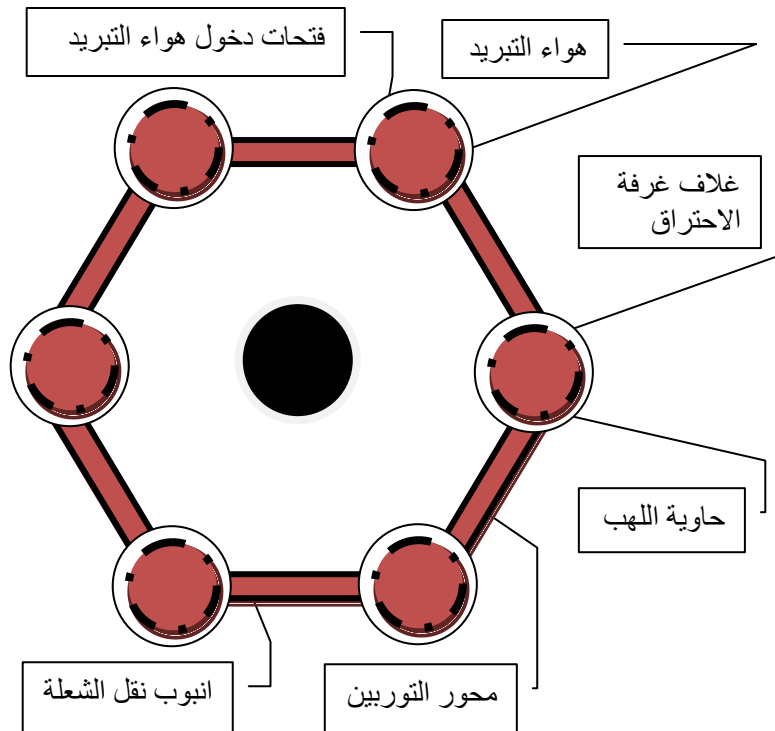 فتحات دخول هواء التبريد
هواء التبريد
غلاف غرفة
الاحتراق
حاوية اللهب
محور التوربين
انبوب نقل الشعلة